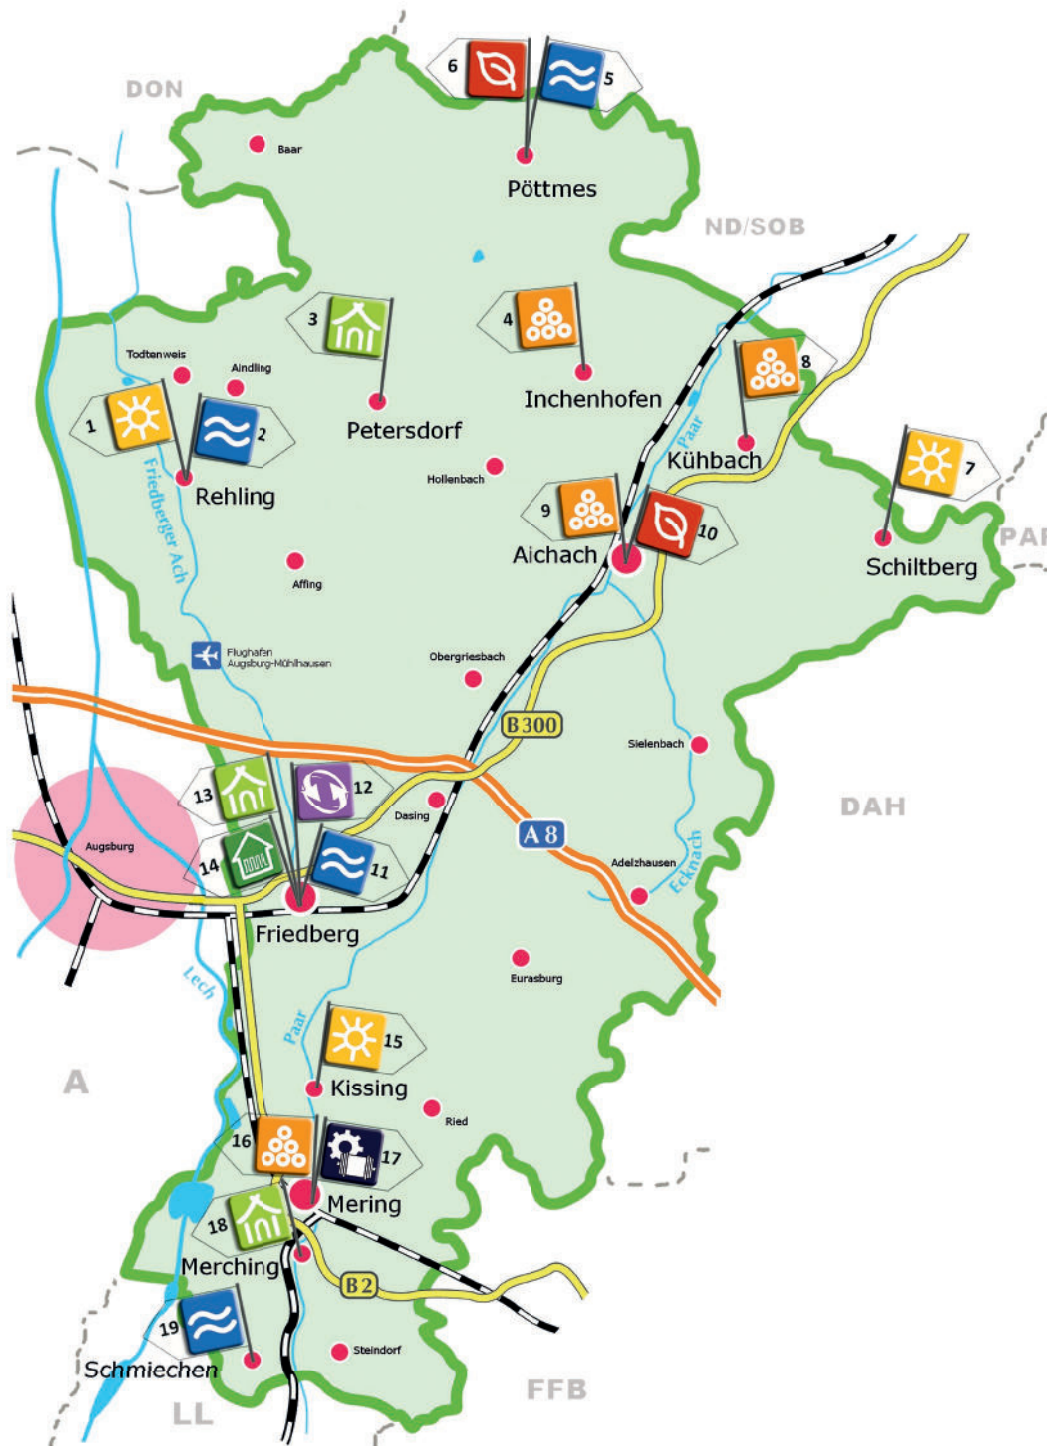 DON
6
5
Baar
Pöttmes
ND/SOB
3
4
8
Todtenweis
Aindling
Inchenhofen
Petersdorf
Paar
Kühbach
1
2
7
Friedberger Ach
Rehling
Hollenbach
9
10
Aichach
PAF
Schiltberg
Affing
Flughafen
Augsburg-Mühlhausen
Obergriesbach
B300
Sielenbach
13
12
Dasing
DAH
A 8
Augsburg
14
11
Adelzhausen
Ecknach
Friedberg
Eurasburg
Lech
Paar
15
A
Kissing
Ried
16
17
Mering
18
Merching
B2
19
Steindorf
Schmiechen
FFB
LL